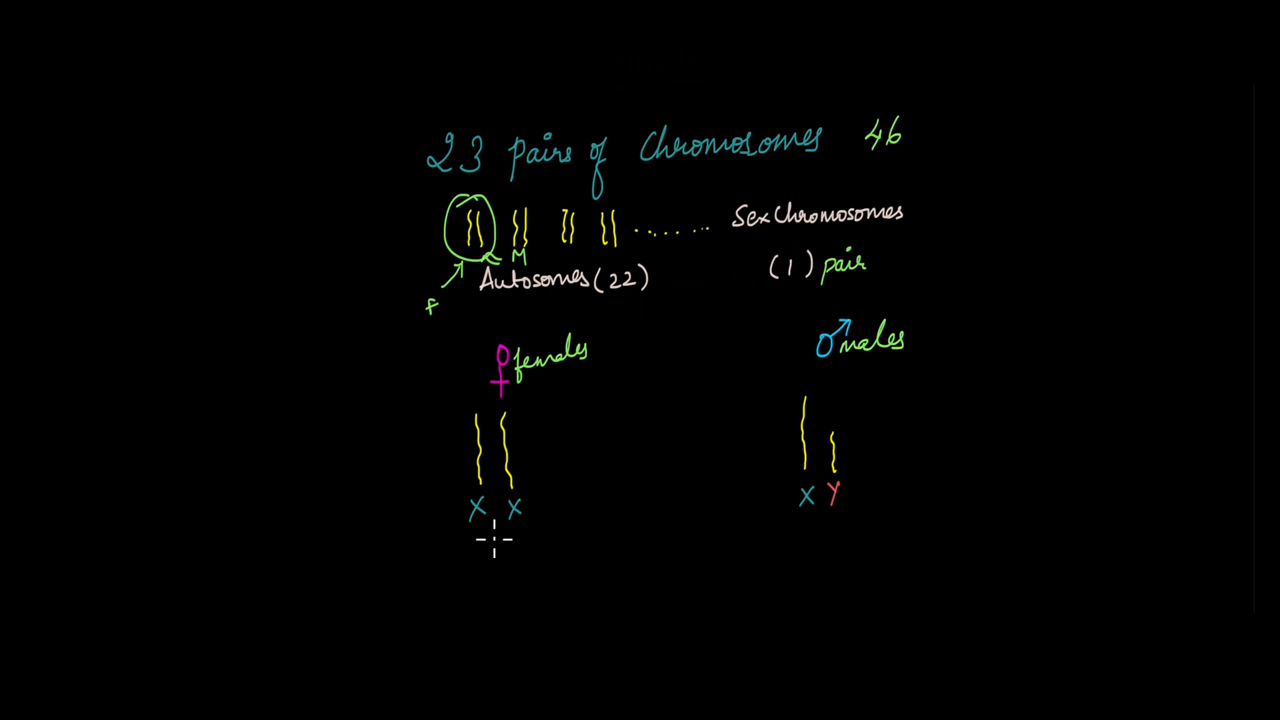 23 pairs of Chromosomes 46
Sex Chromosomes
M
Autosomes (22) (1) pair
F
females males
X X X Y